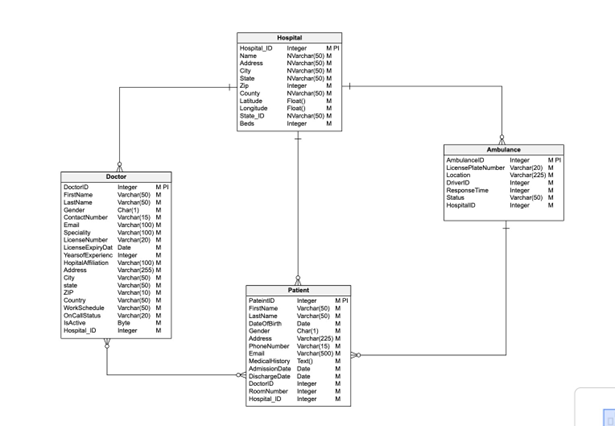 Hospital
Hospital_ID Integer M PI
Name NVarchar(50) M
Address NVarchar(50) M
City NVarchar(50) M
State NVarchar(50) M
Zip Integer M
County NVarchar(50) M
Latitude Float() M
Longitude Float() M
State_ID NVarchar(50) M
Beds Integer M
Ambulance
AmbulanceID Integer M PI
LicensePlateNumber Varchar(20) M
Location Varchar(225) M
DriverID Integer M
ResponseTime Integer M
Status Varchar(50) M
HospitalID Integer M
Doctor
DoctorID Integer M PI
FirstName Varchar(50) M
LastName Varchar(50) M
Gender Char(1) M
ContactNumber Varchar(15) M
Email Varchar(100) M
Speciality Varchar(100) M
LicenseNumber Varchar(20) M
LicenseExpiryDat Date M
YearsofExperienc Integer M
HopitalAffiliation Varchar(100) M
Address Varchar(255) M
City Varchar(50) M
state Varchar(50) M
ZIP Varchar(10) M
Country Varchar(50) M
WorkSchedule Varchar(50) M
OnCallStatus Varchar(20) M
IsActive Byte M
Hospital_ID Integer M
Patient
PateintID Integer M PI
FirstName Varchar(50) M
LastName Varchar(50) M
DateOfBirth Date M
Gender Char(1) M
Address Varchar(225) M
PhoneNumber Varchar(15) M
Email Varchar(500) M
MedicalHistory Text() M
AdmissionDate Date M
DischargeDate Date M
DoctorID Integer M
RoomNumber Integer M
Hospital_ID Integer M